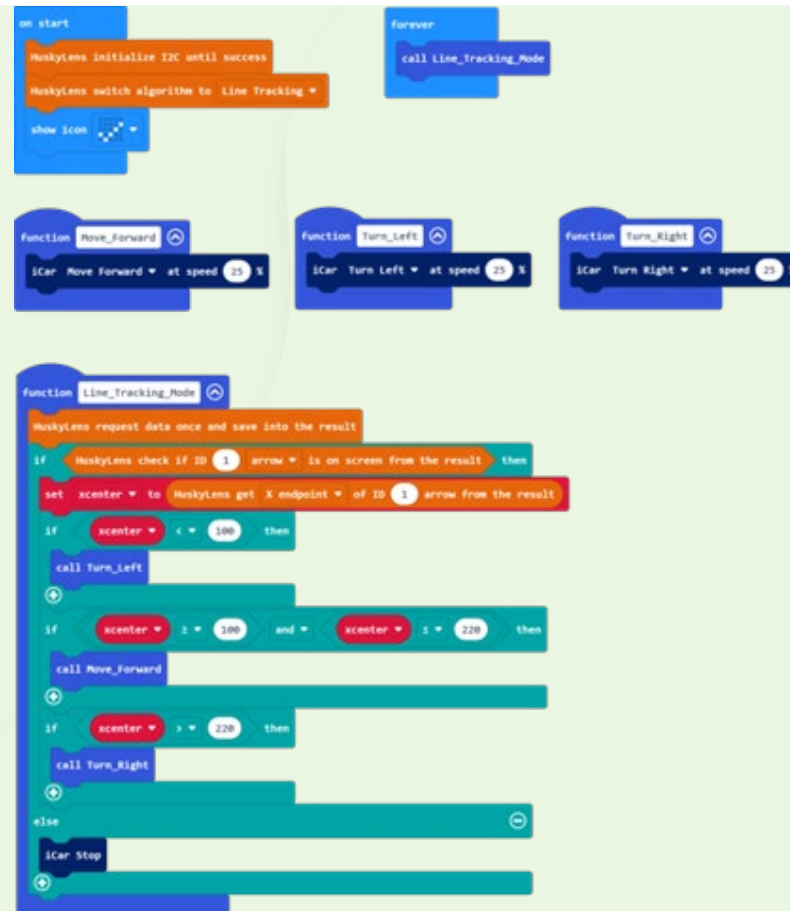 on start
HuskyLens initialize I2C until success
HuskyLens switch algorithm to Line Tracking
show icon
forever
call Line_Tracking_Mode
function Move_Forward
iCar Move Forward at speed 25 %
function Turn_Left
iCar Turn Left at speed 25 %
function Turn_Right
iCar Turn Right at speed 25
function Line_Tracking_Mode
HuskyLens request data once and save into the result
if HuskyLens check if ID 1 arrow is on screen from the result then
set xcenter to HuskyLens get X endpoint of ID 1 arrow from the result
if xcenter < 100 then
call Turn_Left
if xcenter ≥ 100 and xcenter ≤ 220 then
call Move_Forward
if xcenter > 220 then
call Turn_Right
else
iCar Stop